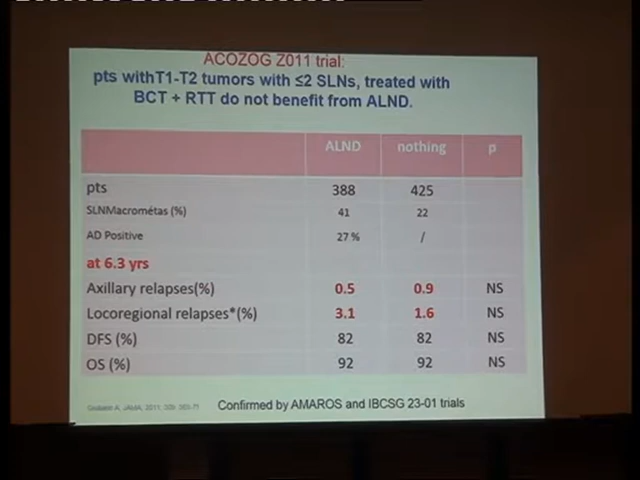 ACOZOG Z011 trial:
pts withT1-T2 tumors with ≤2 SLNs, treated with
BCT + RTT do not benefit from ALND.
ALND nothing p
pts 388 425
SLNMacrométas (%) 41 22
AD Positive 27 % /
at 6.3 yrs
Axillary relapses(%) 0.5 0.9 NS
Locoregional relapses*(%) 3.1 1.6 NS
DFS (%) 82 82 NS
OS (%) 92 92 NS
A, JAMA, 2011;
Confirmed by AMAROS and IBCSG 23-01 trials